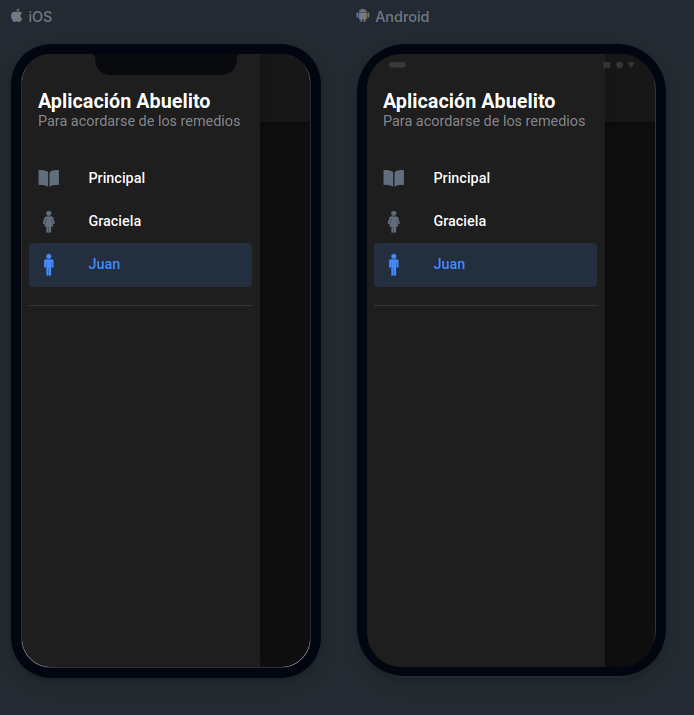 iOS
Aplicación Abuelito
Para acordarse de los remedios
Principal
Graciela
Juan
Android
Aplicación Abuelito
Para acordarse de los remedios
Principal
Graciela
Juan